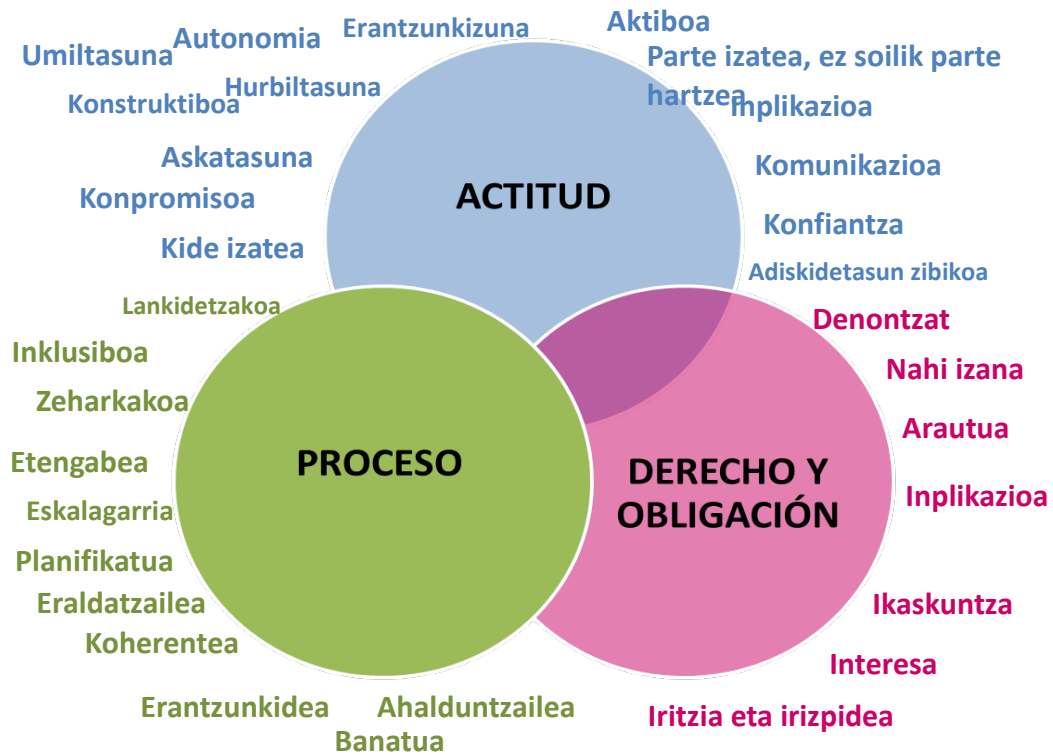 Umiltasuna
Autonomia
Erantzunkizuna
Aktiboa
Hurbiltasuna
Parte izatea, ez soilik parte
hartzea
Konstruktiboa
Inplikazioa
Askatasuna
Komunikazioa
Konpromisoa
ACTITUD
Konfiantza
Kide izatea
Adiskidetasun zibikoa
Lankidetzakoa
Inklusiboa
Zeharkakoa
Etengabea
Eskalagarria
Planifikatua
Eraldatzailea
Koherentea
Erantzunkidea
Ahalduntzailea
Banatua
PROCESO
DERECHO Y
OBLIGACIÓN
Denontzat
Nahi izana
Arautua
Inplikazioa
Ikaskuntza
Interesa
Iritzia eta irizpidea